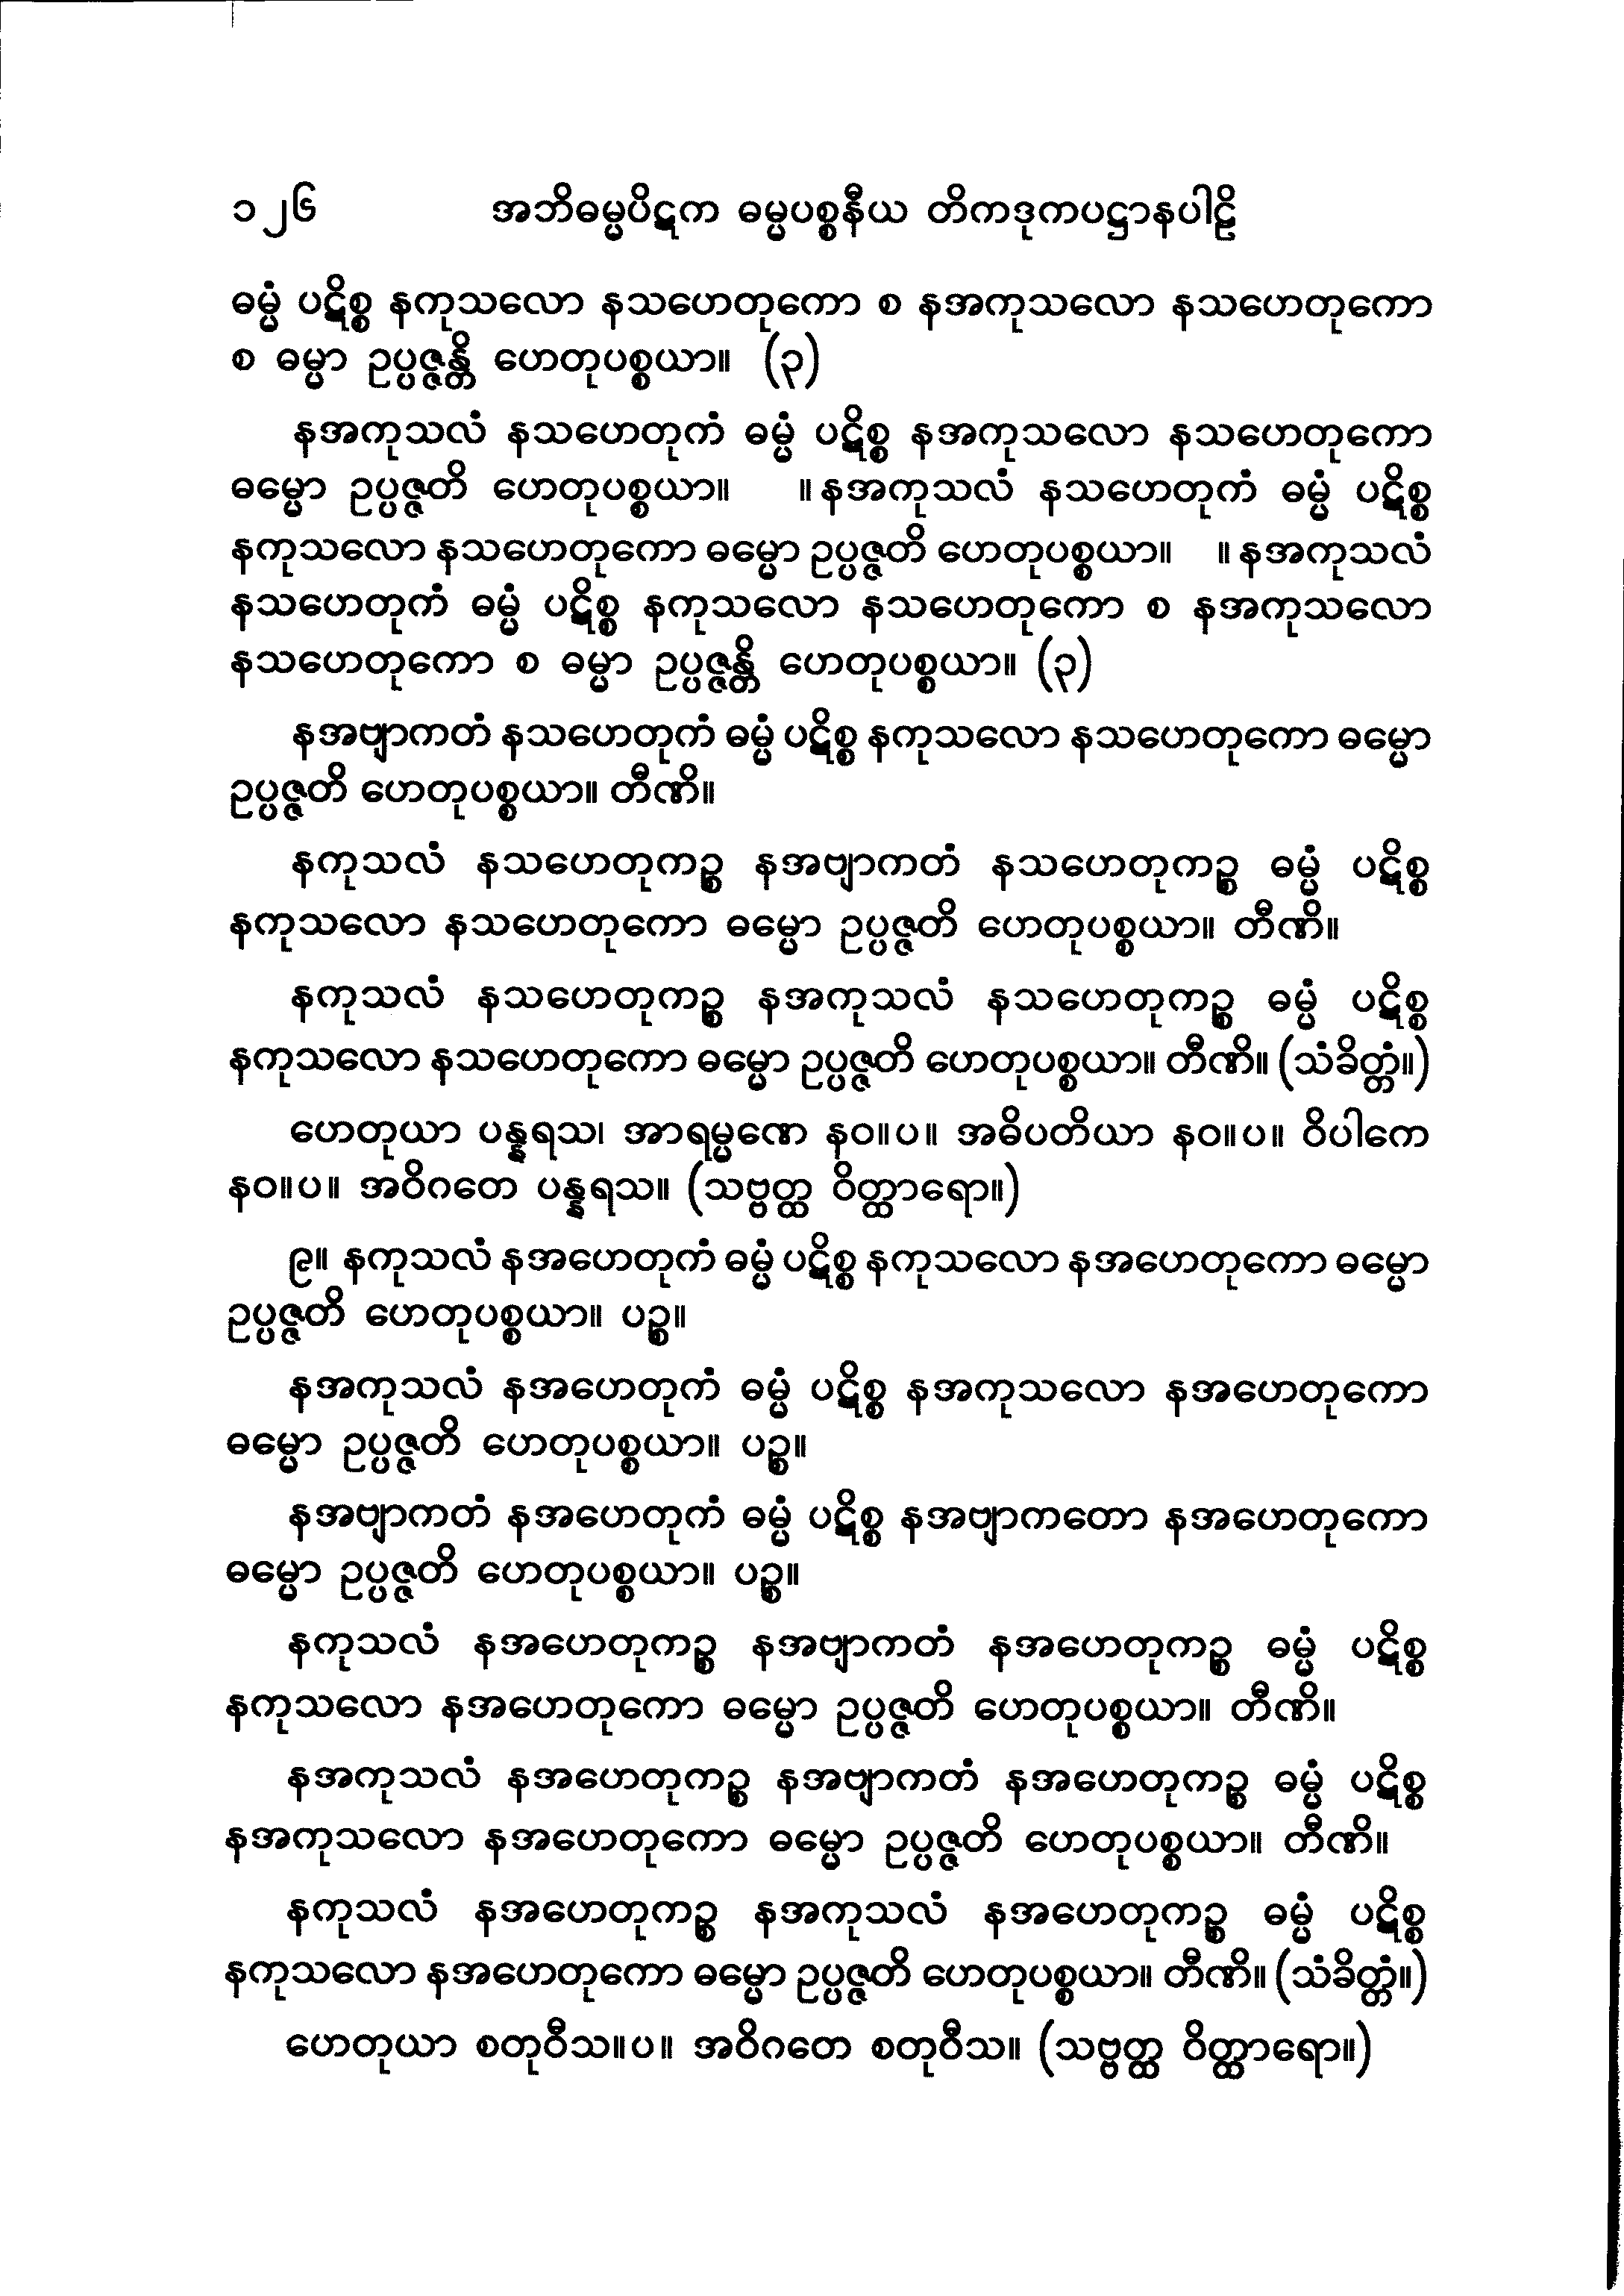 ၁၂၆ အဘိဓမ္မပိဋက ဓမ္မပစ္စနီယ တိကဒုကပဋ္ဌာနပါဠိ
ဓမ္မံ ပဋိစ္စ နကုသလော နသဟေတုကော စ နအကုသလော နသဟေတုကော
စ ဓမ္မာ ဥပ္ပဇ္ဇန္တိ ဟေတုပစ္စယာ။ (၃)
နအကုသလံ နသဟေတုကံ ဓမ္မံ ပဋိစ္စ နအကုသလော နသဟေတုကော
ဓမ္မော ဥပ္ပဇ္ဇတိ ဟေတုပစ္စယာ။ ။ နအကုသလံ နသဟေတုကံ ဓမ္မံ ပဋိစ္စ
နကုသလော နသဟေတုကော ဓမ္မော ဥပ္ပဇ္ဇတိ ဟေတုပစ္စယာ။ ။ နအကုသလံ
နသဟေတုကံ ဓမ္မံ ပဋိစ္စ နကုသလော နသဟေတုကော စ နအကုသလော
နသဟေတုကော စ ဓမ္မာ ဥပ္ပဇ္ဇန္တိ ဟေတုပစ္စယာ။ (၃)
နအဗျာကတံ နသဟေတုကံ ဓမ္မံ ပဋိစ္စ နကုသလော နသဟေတုကော ဓမ္မော
ဥပ္ပဇ္ဇတိ ဟေတုပစ္စယာ။ တီဏိ။
နကုသလံ နသဟေတုကဉ္စ နအဗျာကတံ နသဟေတုကဉ္စ ဓမ္မံ ပဋိစ္စ
နကုသလော နသဟေတုကော ဓမ္မော ဥပ္ပဇ္ဇတိ ဟေတုပစ္စယာ။ တီဏိ။
နကုသလံ နသဟေတုကဉ္စ နအကုသလံ နသဟေတုကဉ္စ ဓမ္မံ ပဋိစ္စ
နကုသလော နသဟေတုကော ဓမ္မော ဥပ္ပဇ္ဇတိ ဟေတုပစ္စယာ။ တီဏိ။ (သံခိတ္တံ။)
ဟေတုယာ ပန္နရသ၊ အာရမ္မဏေ နဝ။ပ။ အဓိပတိယာ နဝ။ပ။ ဝိပါကေ
နဝ။ပ။ အဝိဂတေ ပန္နရသ။ (သဗ္ဗတ္ထ ဝိတ္ထာရော။)
၉။ နကုသလံ နအဟေတုကံ ဓမ္မံ ပဋိစ္စ နကုသလော နအဟေတုကော ဓမ္မော
ဥပ္ပဇ္ဇတိ ဟေတုပစ္စယာ။ ပဉ္စ။
နအကုသလံ နအဟေတုကံ ဓမ္မံ ပဋိစ္စ နအကုသလော နအဟေတုကော
ဓမ္မော ဥပ္ပဇ္ဇတိ ဟေတုပစ္စယာ။ ပဉ္စ။
နအဗျာကတံ နအဟေတုကံ ဓမ္မံ ပဋိစ္စ နအဗျာကတော နအဟေတုကော
ဓမ္မော ဥပ္ပဇ္ဇတိ ဟေတုပစ္စယာ။ ပဉ္စ။
နကုသလံ နအဟေတုကဉ္စ နအဗျာကတံ နအဟေတုကဉ္စ ဓမ္မံ ပဋိစ္စ
နကုသလော နအဟေတုကော ဓမ္မော ဥပ္ပဇ္ဇတိ ဟေတုပစ္စယာ။ တီဏိ။
နအကုသလံ နအဟေတုကဉ္စ နအဗျာကတံ နအဟေတုကဉ္စ ဓမ္မံ ပဋိစ္စ
နအကုသလော နအဟေတုကော ဓမ္မော ဥပ္ပဇ္ဇတိ ဟေတုပစ္စယာ။ တီဏိ။
နကုသလံ နအဟေတုကဉ္စ နအကုသလံ နအဟေတုကဉ္စ ဓမ္မံ ပဋိစ္စ
နကုသလော နအဟေတုကော ဓမ္မော ဥပ္ပဇ္ဇတိ ဟေတုပစ္စယာ။ တီဏိ။ (သံခိတ္တံ။)
ဟေတုယာ စတုဝီသ။ပ။ အဝိဂတေ စတုဝီသ။ (သဗ္ဗတ္ထ ဝိတ္ထာရော။)